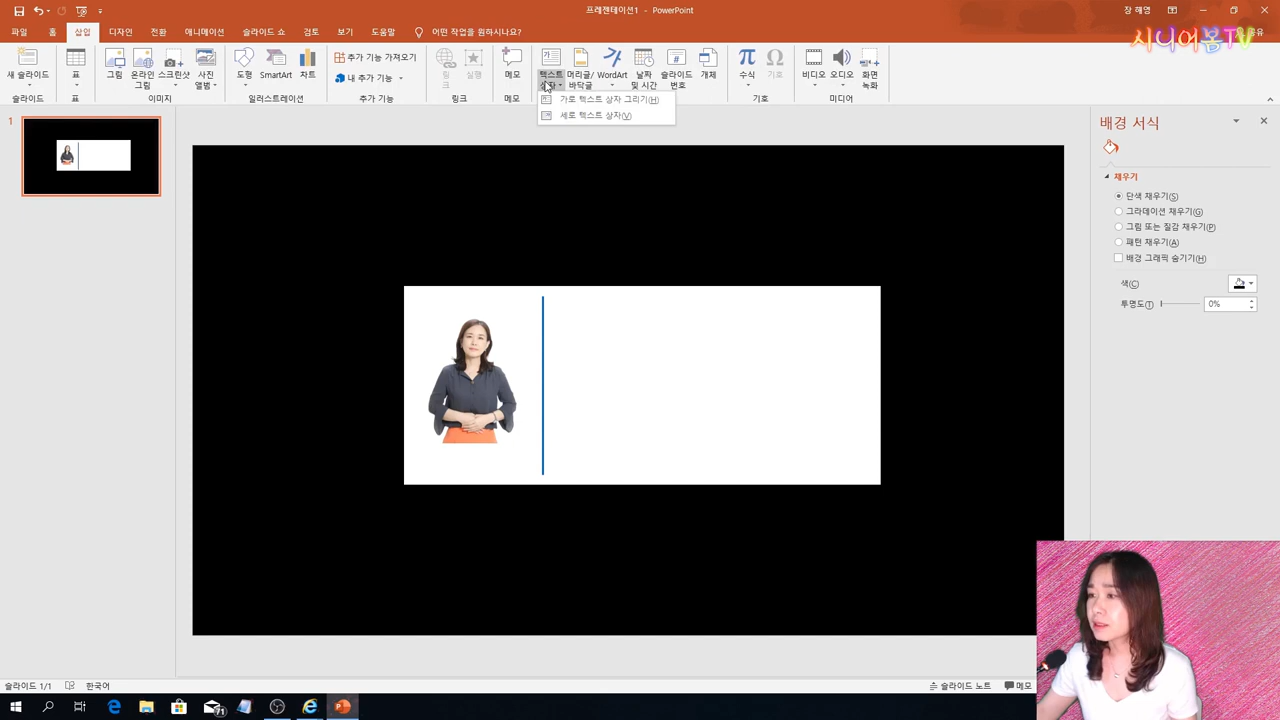 프레젠테이션1 - PowerPoint
장 해영
시니어봄TV
공유
파일 홈 삽입 디자인 전환 애니메이션 슬라이드 쇼 검토 보기 도움말 어떤 작업을 원하시나요?
새 슬라이드
표
그림
온라인 그림
스크린샷
사진 앨범
도형
SmartArt
차트
추가 기능 가져오기
내 추가 기능
링크
실행
메모
텍스트 상자
머리글/바닥글
WordArt
날짜 및 시간
슬라이드 번호
개체
수식
기호
비디오
오디오
화면 녹화
슬라이드 표 이미지 일러스트레이션 추가 기능 링크 메모 기호 미디어
가로 텍스트 상자 그리기(H)
세로 텍스트 상자(V)
1
배경 서식
채우기
단색 채우기(S)
그라데이션 채우기(G)
그림 또는 질감 채우기(P)
패턴 채우기(A)
배경 그래픽 숨기기(H)
색(C)
투명도(T) 0%
슬라이드 1/1 한국어 슬라이드 노트 메모
71